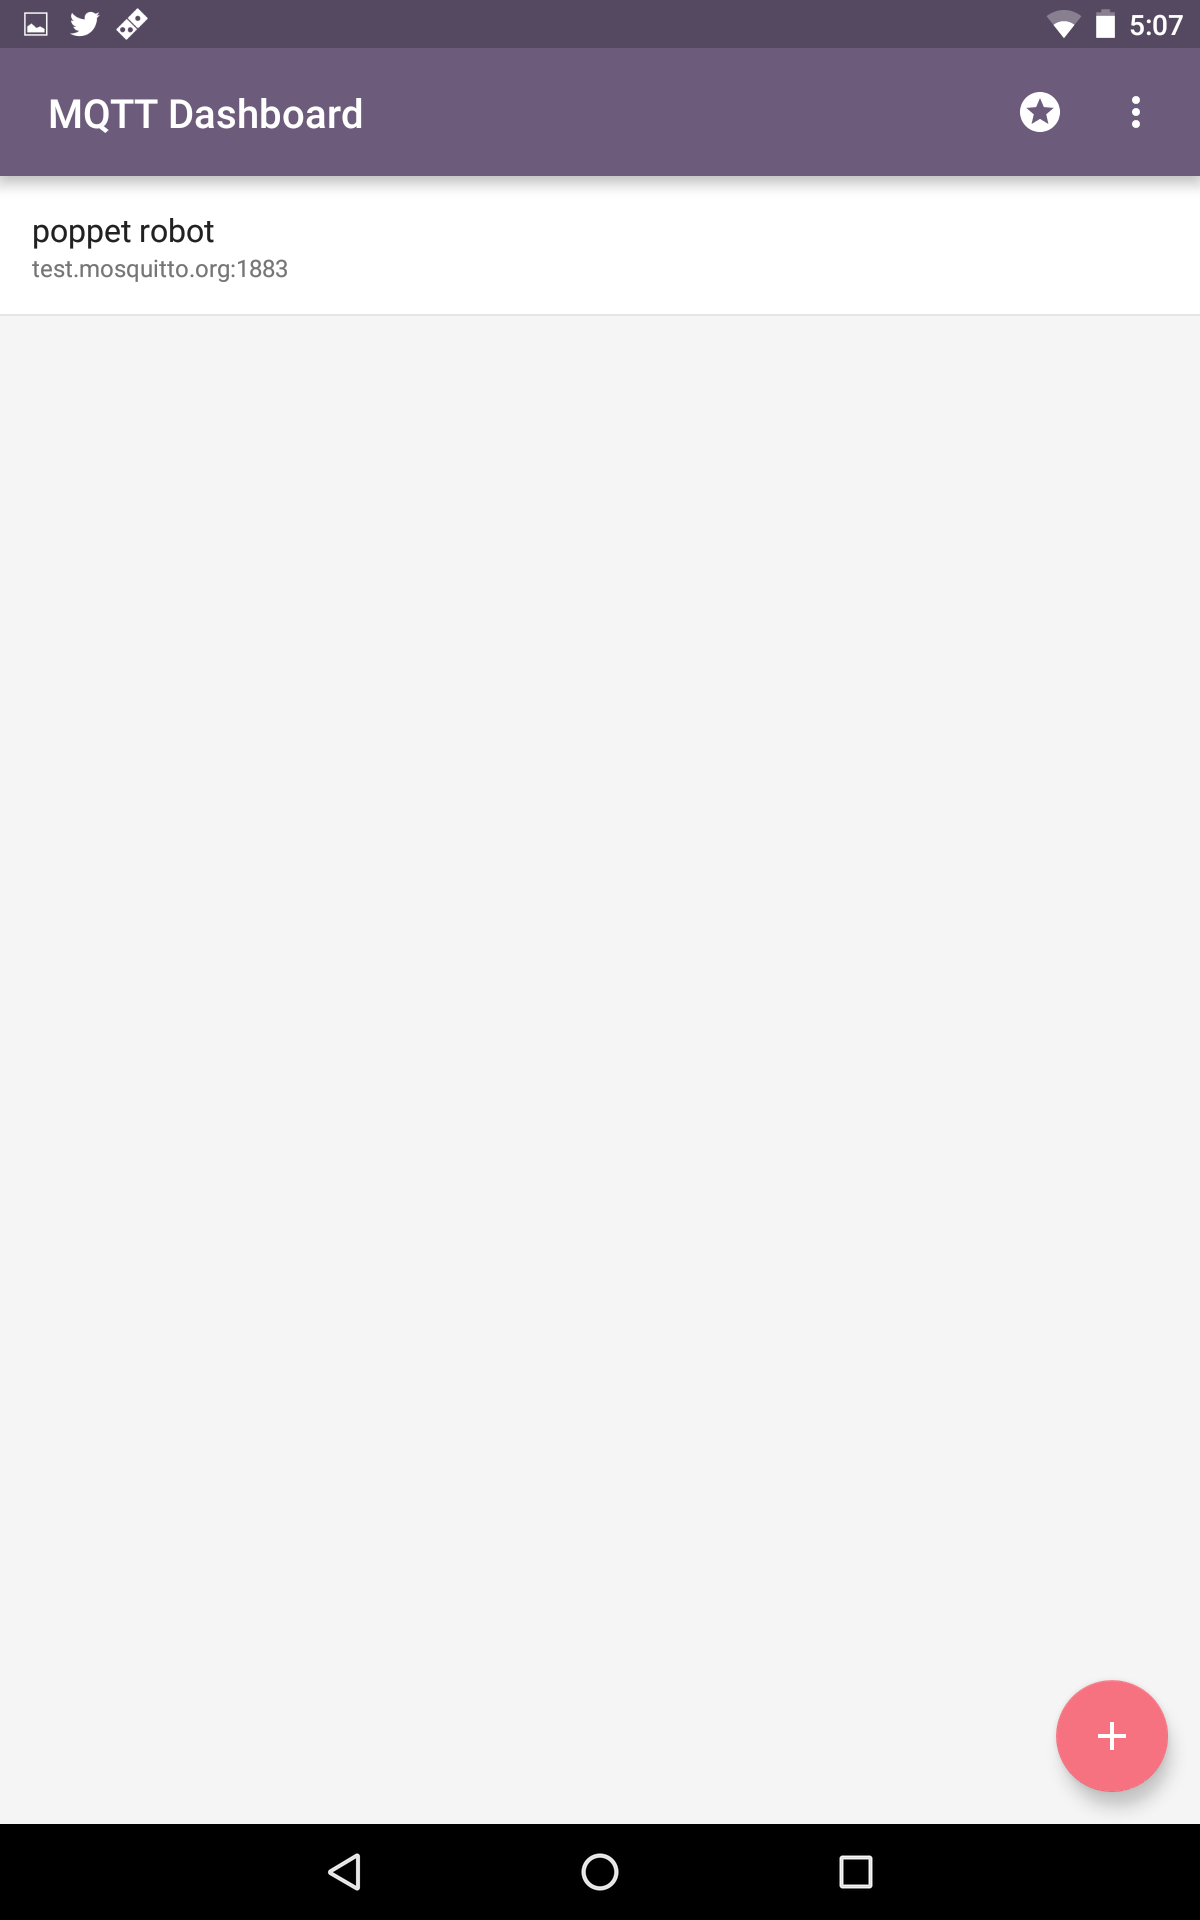 5:07
MQTT Dashboard
poppet robot
test.mosquitto.org:1883